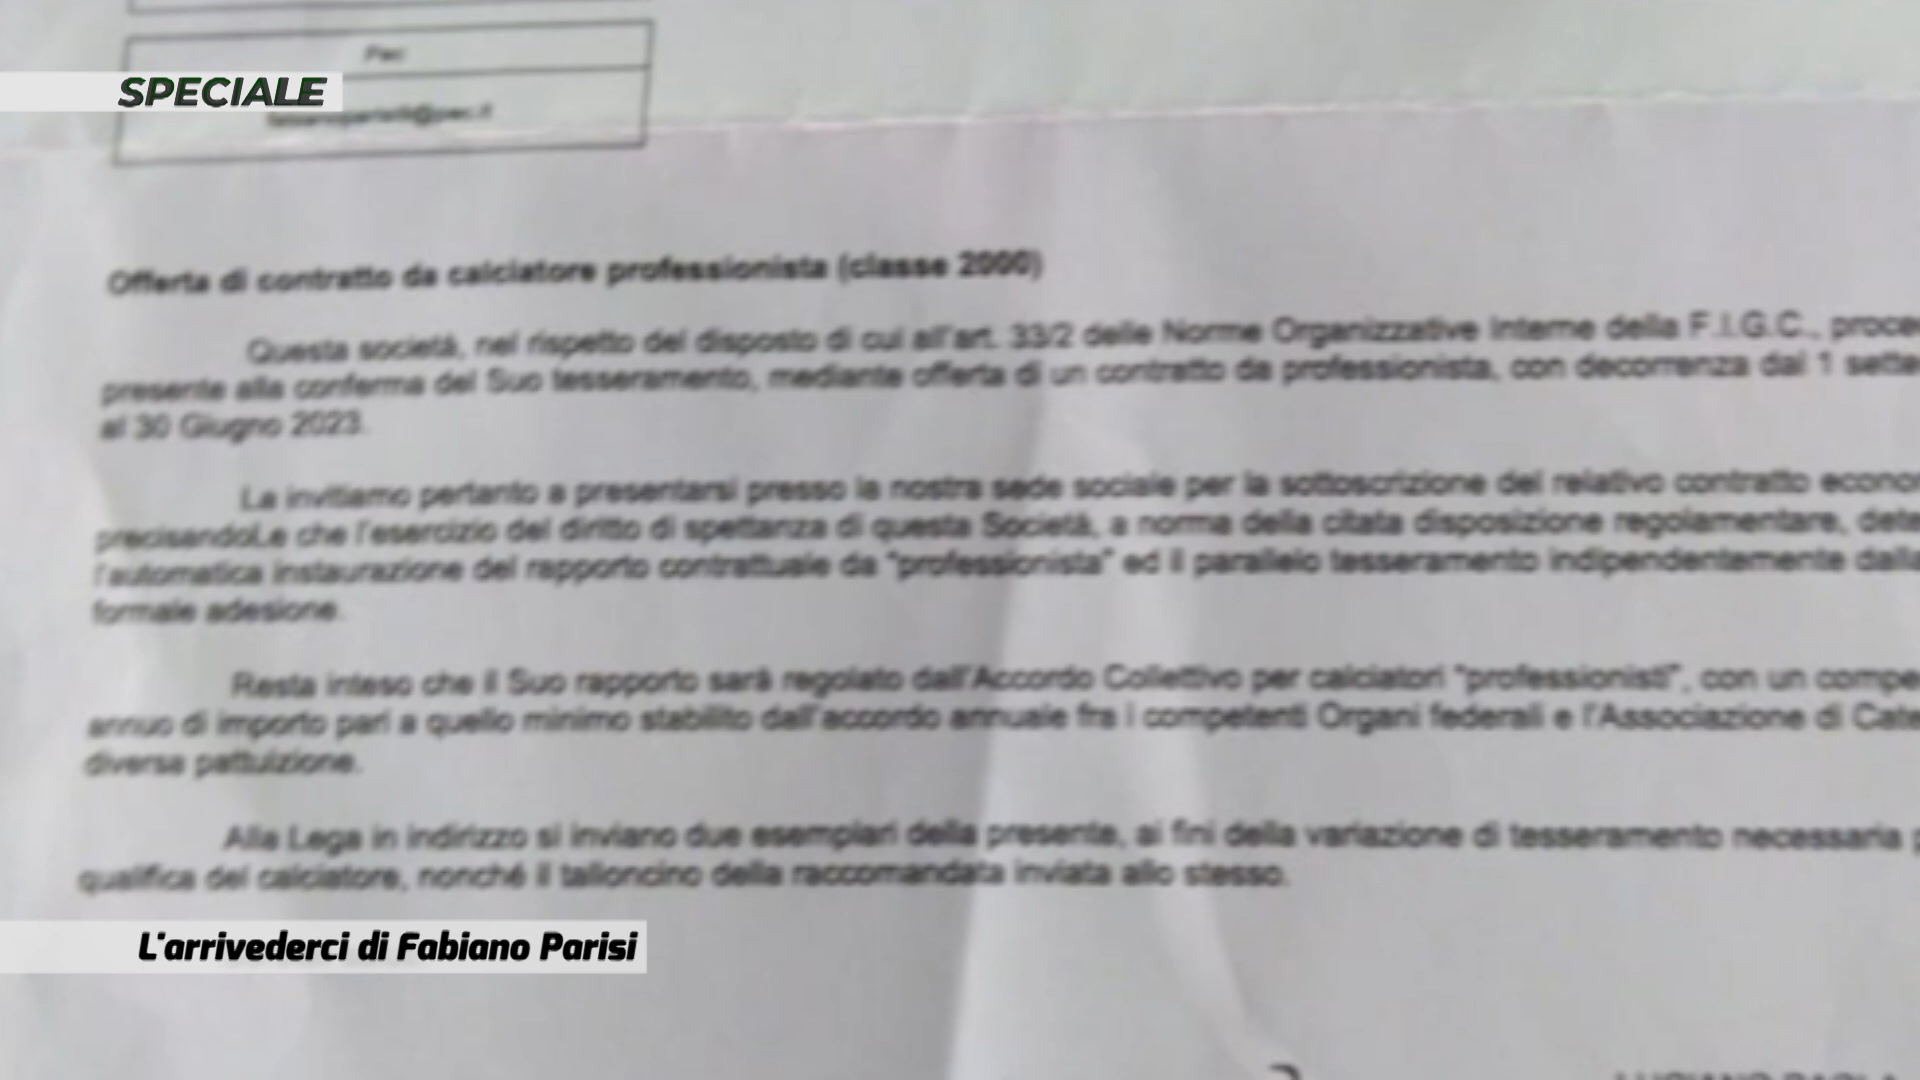 Pec
SPECIALE
Offerta di contratto da calciatore professionista (classe 2000)
Questa società, nel rispetto del disposto di cui all'art. 33/2 delle Norme Organizzative Interne della F.I.G.C.,
presente alla conferma del Suo tesseramento, mediante offerta di un contratto da professionista, con decorrenza dal 1
al 30 Giugno 2023.
La invitiamo pertanto a presentarsi presso la nostra sede sociale per la sottoscrizione del relativo contratto
precisandoLe che l'esercizio del diritto di spettanza di questa Società, a norma della citata disposizione regolamentare,
l'automatica instaurazione del rapporto contrattuale da "professionista" ed il parallelo tesseramento indipendentemente dalla
formale adesione.
Resta inteso che il Suo rapporto sarà regolato dall'Accordo Collettivo per calciatori "professionisti", con un
annuo di importo pari a quello minimo stabilito dall'accordo annuale fra i competenti Organi federali e l'Associazione di
diversa pattuizione.
Alla Lega in indirizzo si inviano due esemplari della presente, ai fini della variazione di tesseramento necessaria
qualifica del calciatore, nonché il talloncino della raccomandata inviata allo stesso.
L'arrivederci di Fabiano Parisi